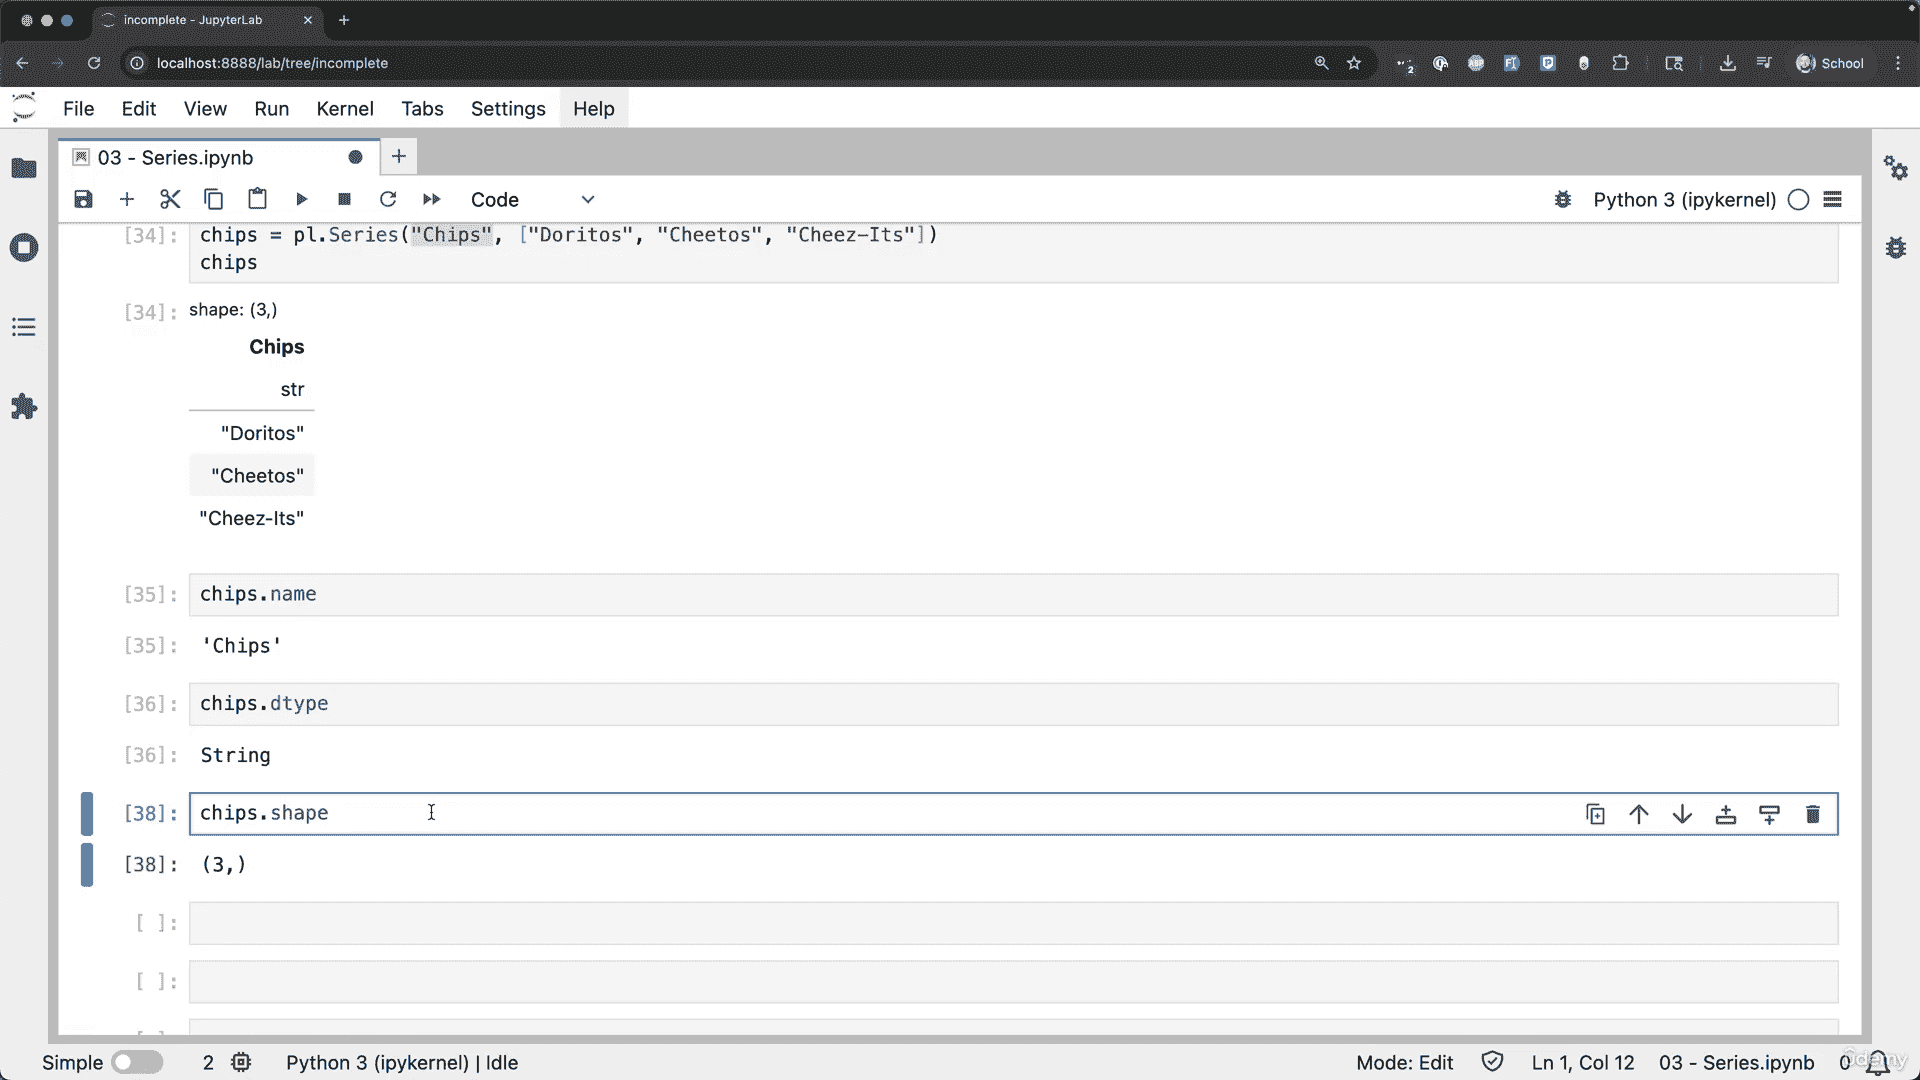 incomplete - JupyterLab
localhost:8888/lab/tree/incomplete
2
ABP
School
File Edit View Run Kernel Tabs Settings Help
03 - Series.ipynb
Code
Python 3 (ipykernel)
[34]: chips = pl.Series("Chips", ["Doritos", "Cheetos", "Cheez-Its"])
chips
[34]: shape: (3,)
Chips
str
"Doritos"
"Cheetos"
"Cheez-Its"
[35]: chips.name
[35]: 'Chips'
[36]: chips.dtype
[36]: String
[38]: chips.shape
[38]: (3,)
[ ]:
[ ]:
Simple 2 Python 3 (ipykernel) | Idle Mode: Edit Ln 1, Col 12 03 - Series.ipynb 0